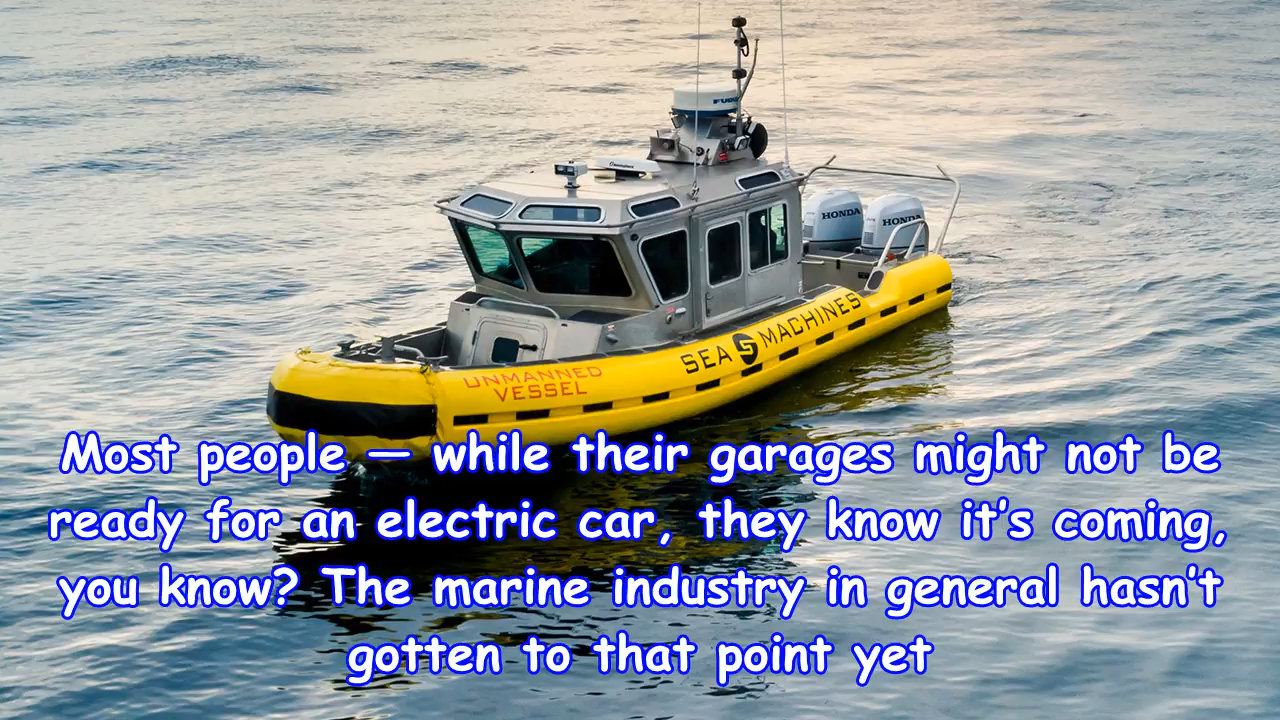 FURUNO
HONDA
HONDA
SEA MACHINES
UNMANNED
VESSEL
Most people — while their garages might not be
ready for an electric car, they know it's coming,
you know? The marine industry in general hasn't
gotten to that point yet